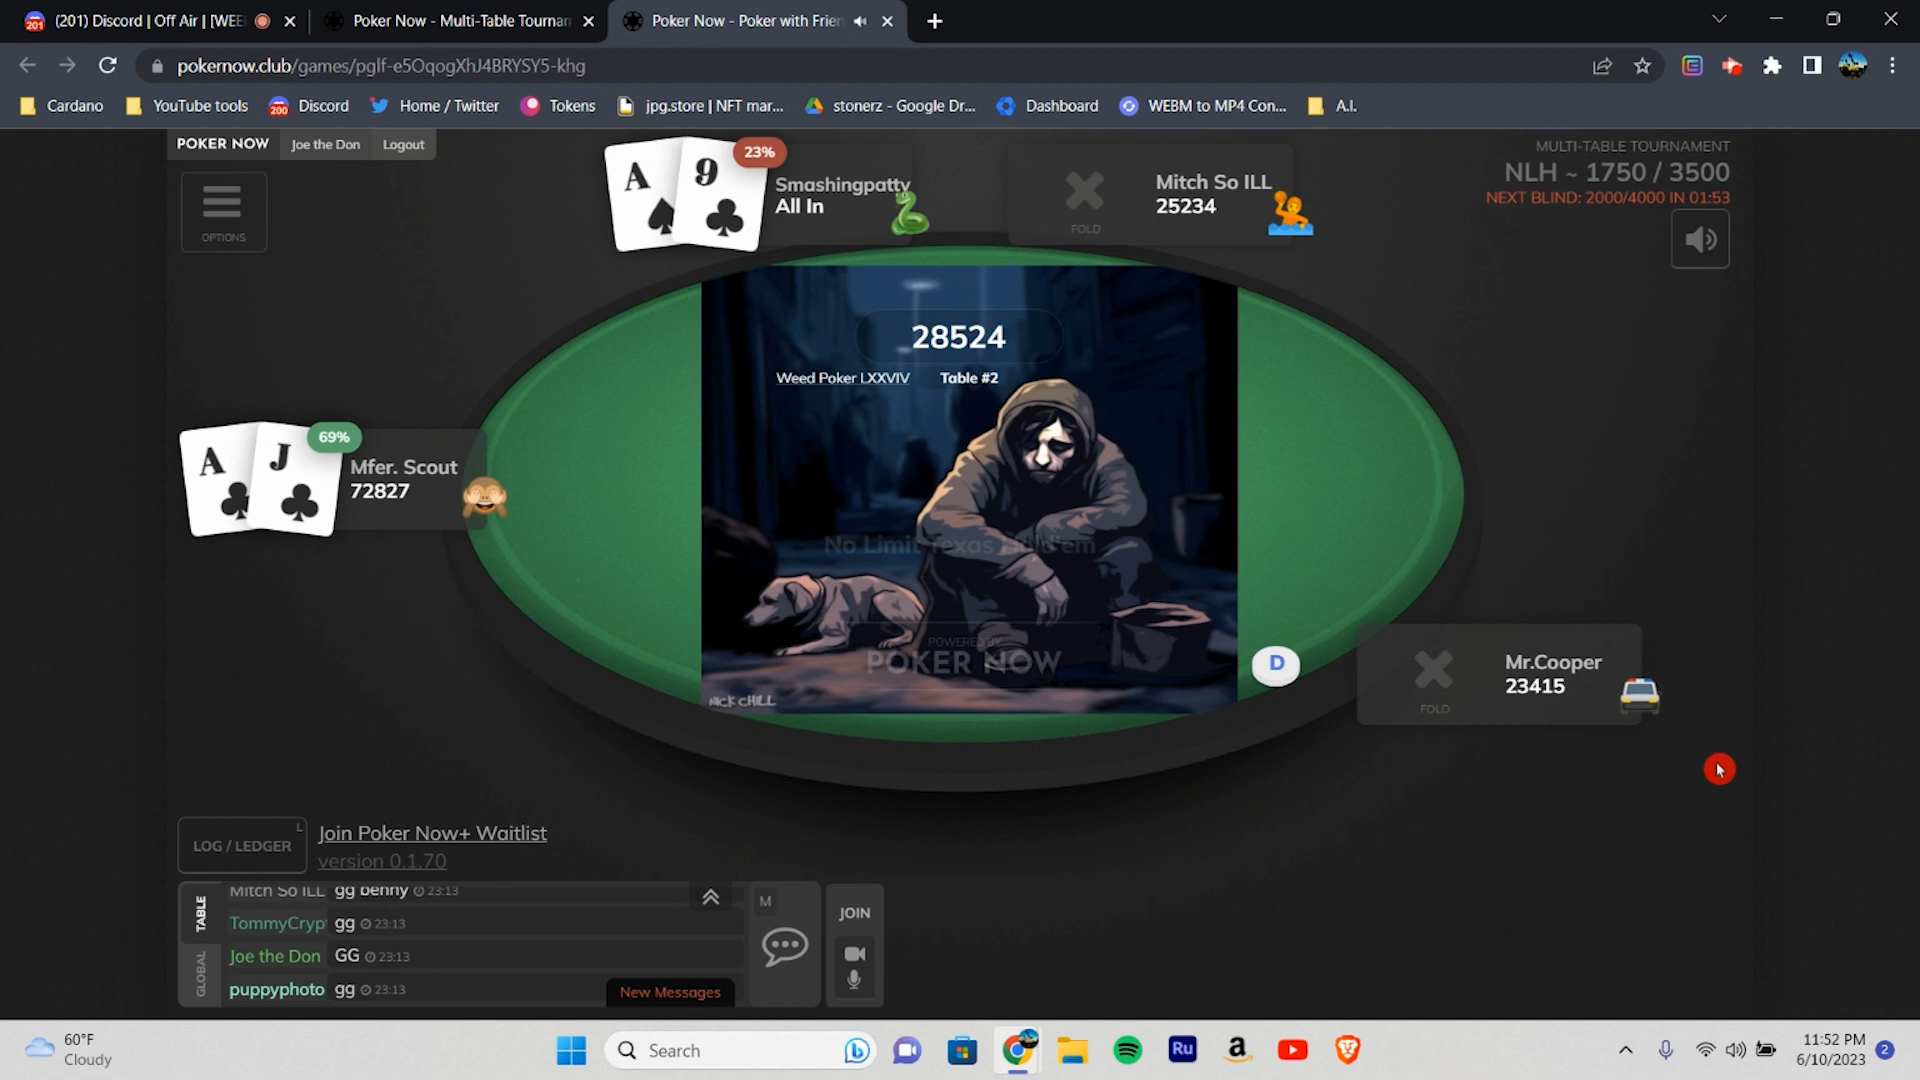 (201) Discord | Off Air | [WEE
Poker Now - Multi-Table Tournam
Poker Now - Poker with Frien
pokernow.club/games/pglf-e5OqogXhJ4BRYSY5-khg
Cardano
YouTube tools
Discord
Home / Twitter
Tokens
jpg.store | NFT mar...
stonerz - Google Dr...
Dashboard
WEBM to MP4 Con...
A.I.
POKER NOW
Joe the Don
Logout
OPTIONS
A 9
23%
Smashingpatty
All In
FOLD
Mitch So ILL
25234
MULTI-TABLE TOURNAMENT
NLH ~ 1750 / 3500
NEXT BLIND: 2000/4000 IN 01:53
28524
Weed Poker LXXVIV
Table #2
A J
69%
Mfer. Scout
72827
No Limit Texas Hold'em
POWERED BY
POKER NOW
NICK CHILL
D
FOLD
Mr.Cooper
23415
LOG / LEDGER
L
Join Poker Now+ Waitlist
version 0.1.70
TABLE
GLOBAL
Mitch So ILL gg benny 23:13
TommyCryp gg 23:13
Joe the Don GG 23:13
puppyphoto gg 23:13
New Messages
M
JOIN
60°F
Cloudy
Search
Ru
11:52 PM
6/10/2023
2